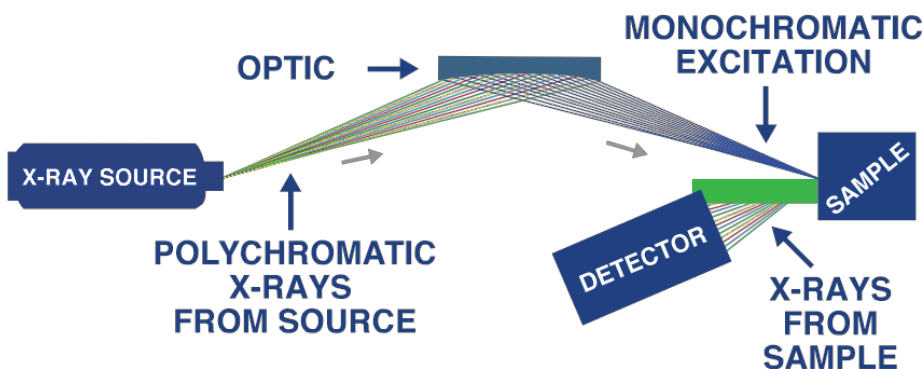 MONOCHROMATIC
EXCITATION
OPTIC
X-RAY SOURCE
SAMPLE
DETECTOR
POLYCHROMATIC
X-RAYS
FROM SOURCE
X-RAYS
FROM
SAMPLE